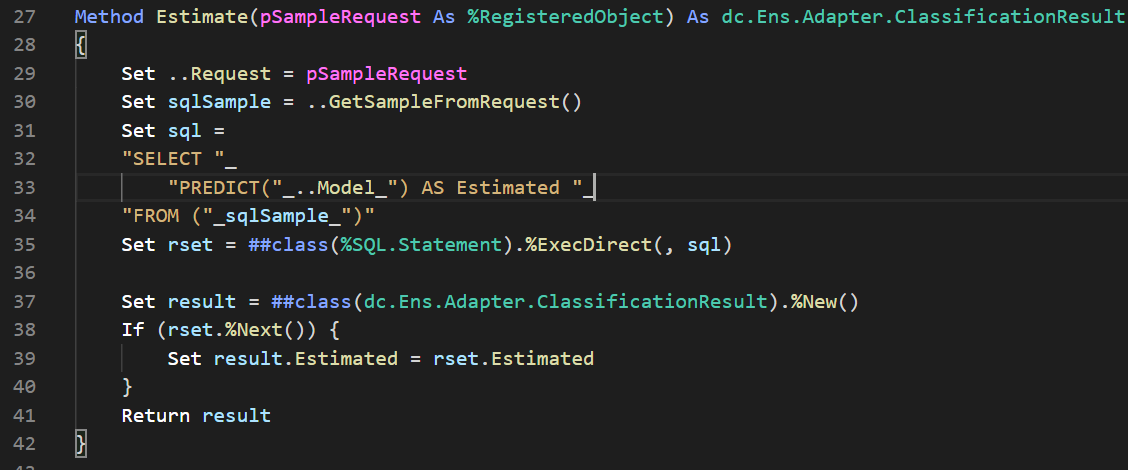 27 Method Estimate(pSampleRequest As %RegisteredObject) As dc.Ens.Adapter.ClassificationResult
28 {
29     Set ..Request = pSampleRequest
30     Set sqlSample = ..GetSampleFromRequest()
31     Set sql =
32     "SELECT "_
33         "PREDICT("_..Model_") AS Estimated "_
34     "FROM ("_sqlSample_")"
35     Set rset = ##class(%SQL.Statement).%ExecDirect(, sql)
36
37     Set result = ##class(dc.Ens.Adapter.ClassificationResult).%New()
38     If (rset.%Next()) {
39         Set result.Estimated = rset.Estimated
40     }
41     Return result
42 }